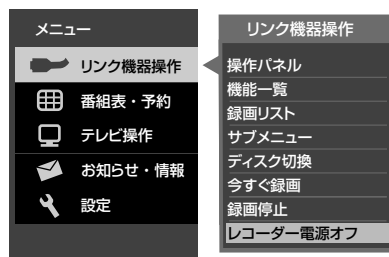 メニュー
リンク機器操作
番組表・予約
テレビ操作
お知らせ・情報
設定
リンク機器操作
操作パネル
機能一覧
録画リスト
サブメニュー
ディスク切換
今すぐ録画
録画停止
レコーダー電源オフ